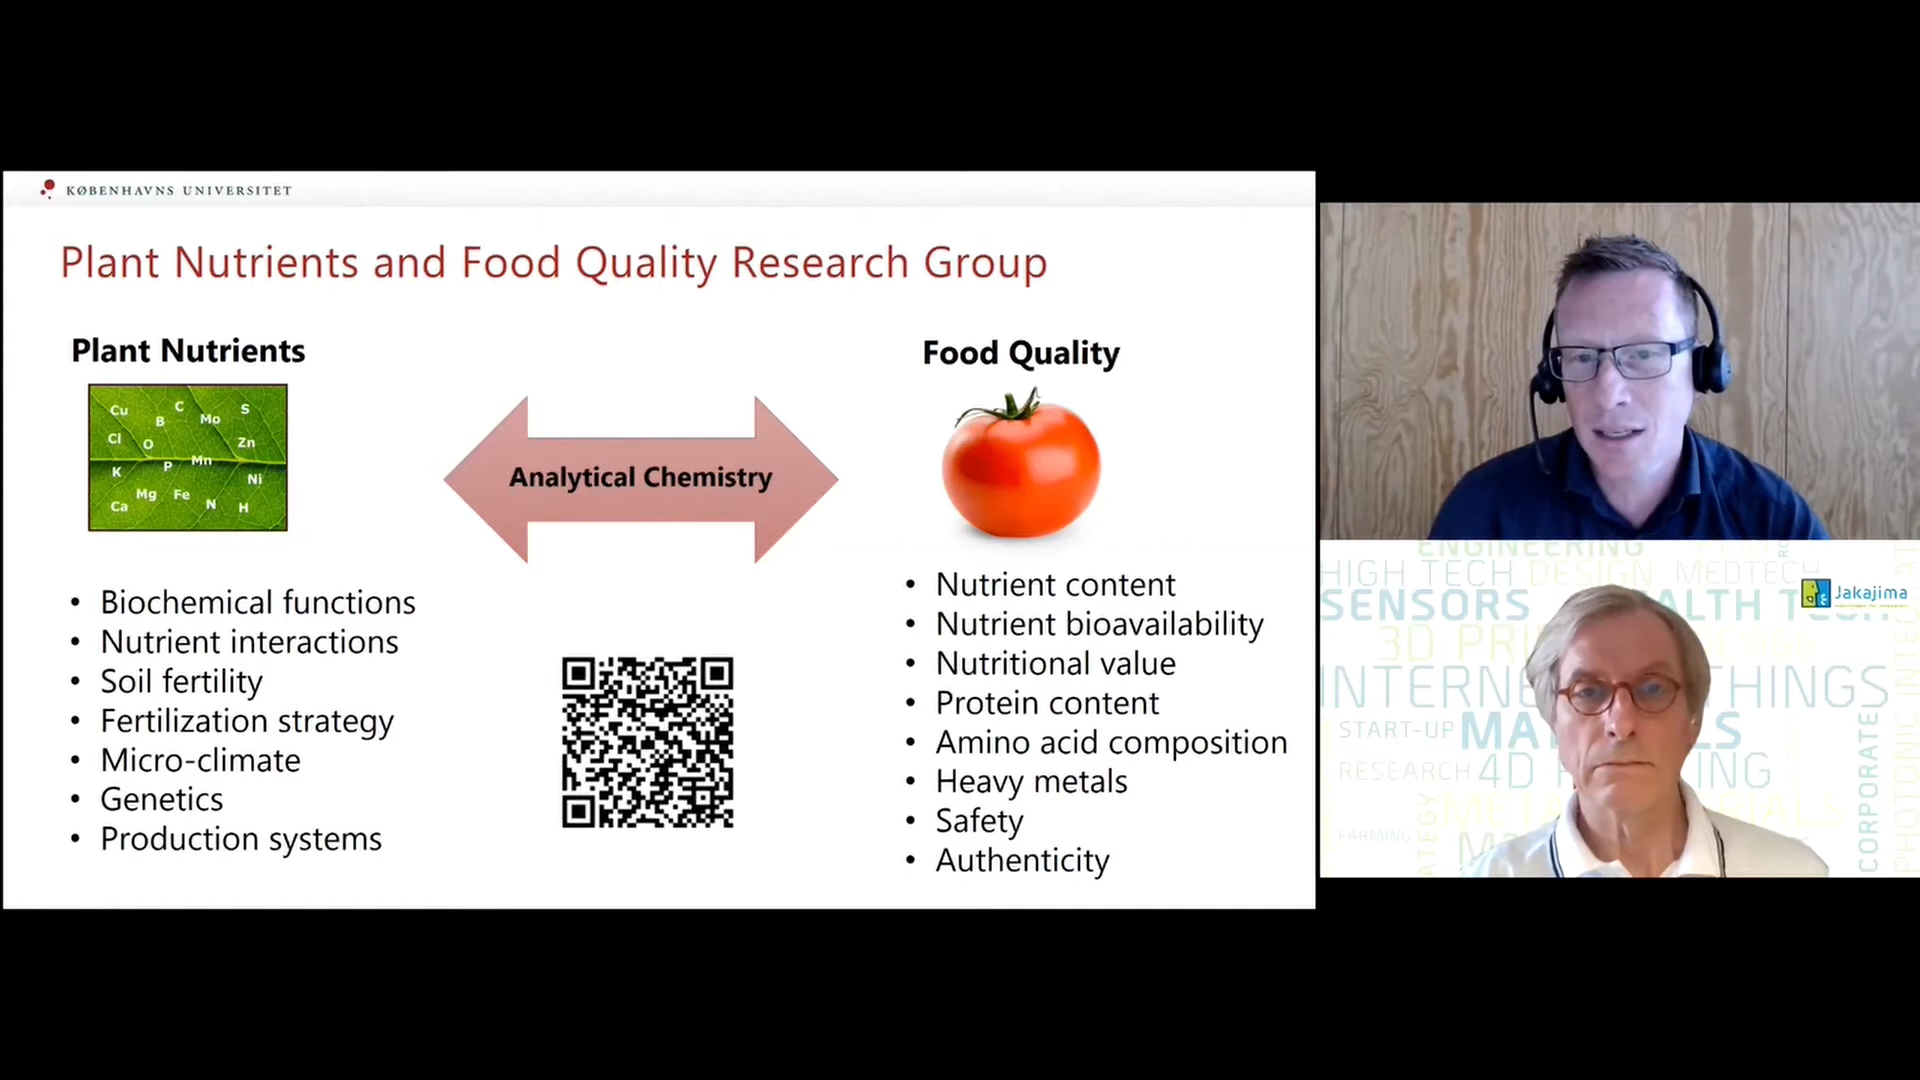 KØBENHAVNS UNIVERSITET
Plant Nutrients and Food Quality Research Group
Plant Nutrients
Cu B C Mo S
Cl O Zn
K P Mn Ni
Ca Mg Fe N H
• Biochemical functions
• Nutrient interactions
• Soil fertility
• Fertilization strategy
• Micro-climate
• Genetics
• Production systems
Analytical Chemistry
Food Quality
• Nutrient content
• Nutrient bioavailability
• Nutritional value
• Protein content
• Amino acid composition
• Heavy metals
• Safety
• Authenticity
ENGINEERING
HIGH TECH DESIGN MEDTECH
SENSORS
3D PRI
INTERNE THINGS
START-UP MA LS
RESEARCH 4D ING
FARMING
CORPORATE
Jakajima